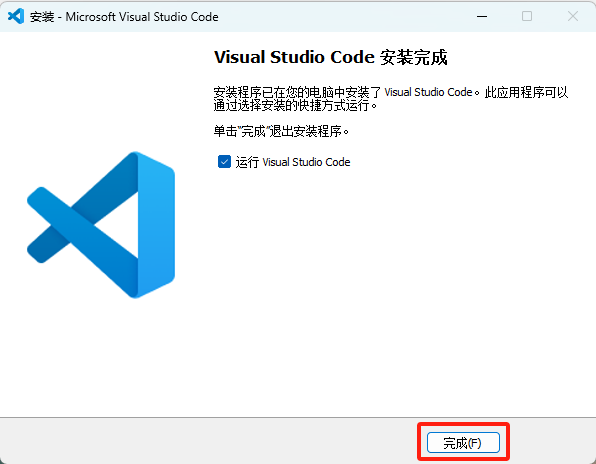 安装 - Microsoft Visual Studio Code
Visual Studio Code 安装完成
安装程序已在您的电脑中安装了 Visual Studio Code。此应用程序可以
通过选择安装的快捷方式运行。
单击“完成”退出安装程序。
运行 Visual Studio Code
完成(F)